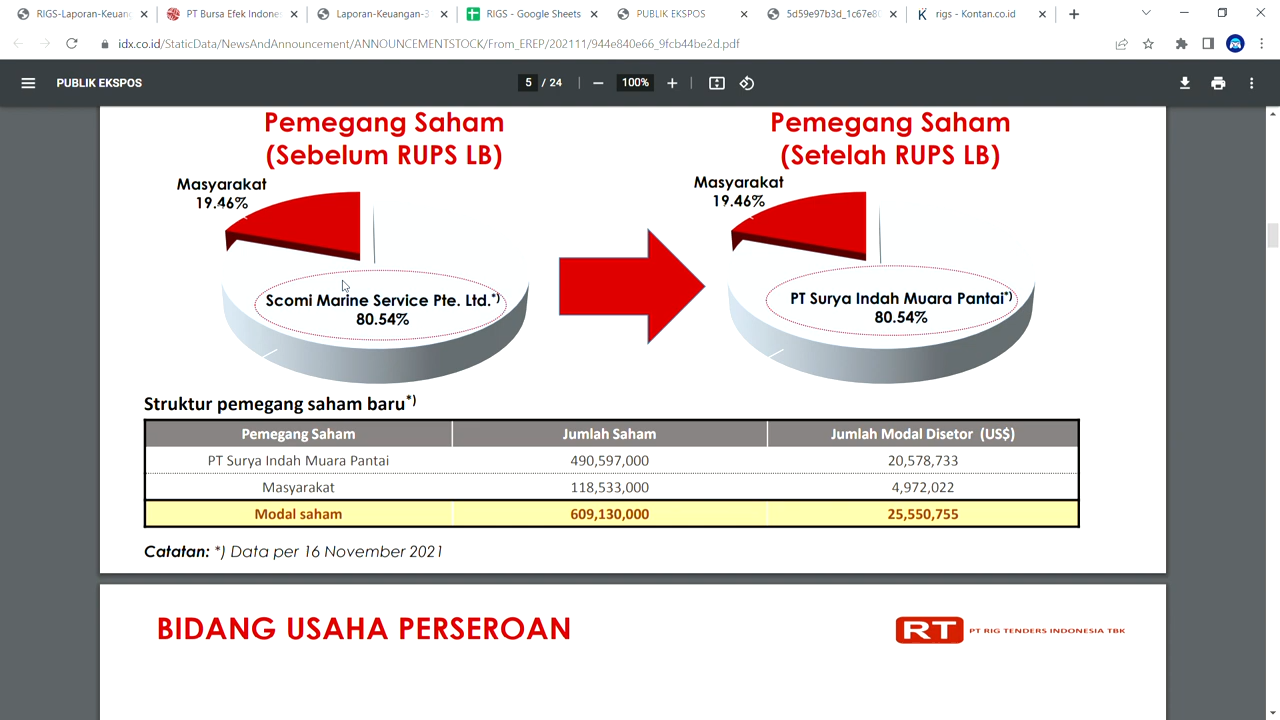 RIGS-Laporan-Keuang
PT Bursa Efek Indones
Laporan-Keuangan-3
RIGS - Google Sheets
PUBLIK EKSPOS
5d59e97b3d_1c67e80
rigs - Kontan.co.id
idx.co.id/StaticData/NewsAndAnnouncement/ANNOUNCEMENTSTOCK/From_EREP/202111/944e840e66_9fcb44be2d.pdf
PUBLIK EKSPOS
5 / 24
100%
Pemegang Saham
(Sebelum RUPS LB)
Masyarakat
19.46%
Scomi Marine Service Pte. Ltd.*)
80.54%
Pemegang Saham
(Setelah RUPS LB)
Masyarakat
19.46%
PT Surya Indah Muara Pantai*)
80.54%
Struktur pemegang saham baru*)
Pemegang Saham Jumlah Saham Jumlah Modal Disetor (US$)
PT Surya Indah Muara Pantai 490,597,000 20,578,733
Masyarakat 118,533,000 4,972,022
Modal saham 609,130,000 25,550,755
Catatan: *) Data per 16 November 2021
BIDANG USAHA PERSEROAN
RT PT RIG TENDERS INDONESIA TBK